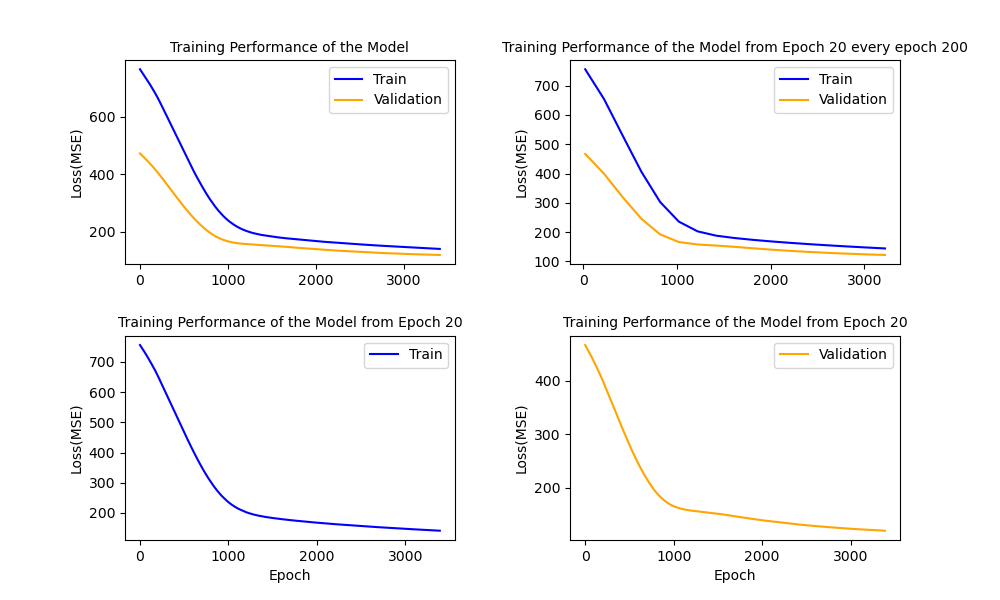 Training Performance of the Model
Training Performance of the Model from Epoch 20 every epoch 200
Loss(MSE)
600
400
200
0 1000 2000 3000
Train
Validation
Loss(MSE)
700
600
500
400
300
200
100
0 1000 2000 3000
Train
Validation
Training Performance of the Model from Epoch 20
Training Performance of the Model from Epoch 20
Loss(MSE)
700
600
500
400
300
200
0 1000 2000 3000
Epoch
Train
Loss(MSE)
400
300
200
0 1000 2000 3000
Epoch
Validation